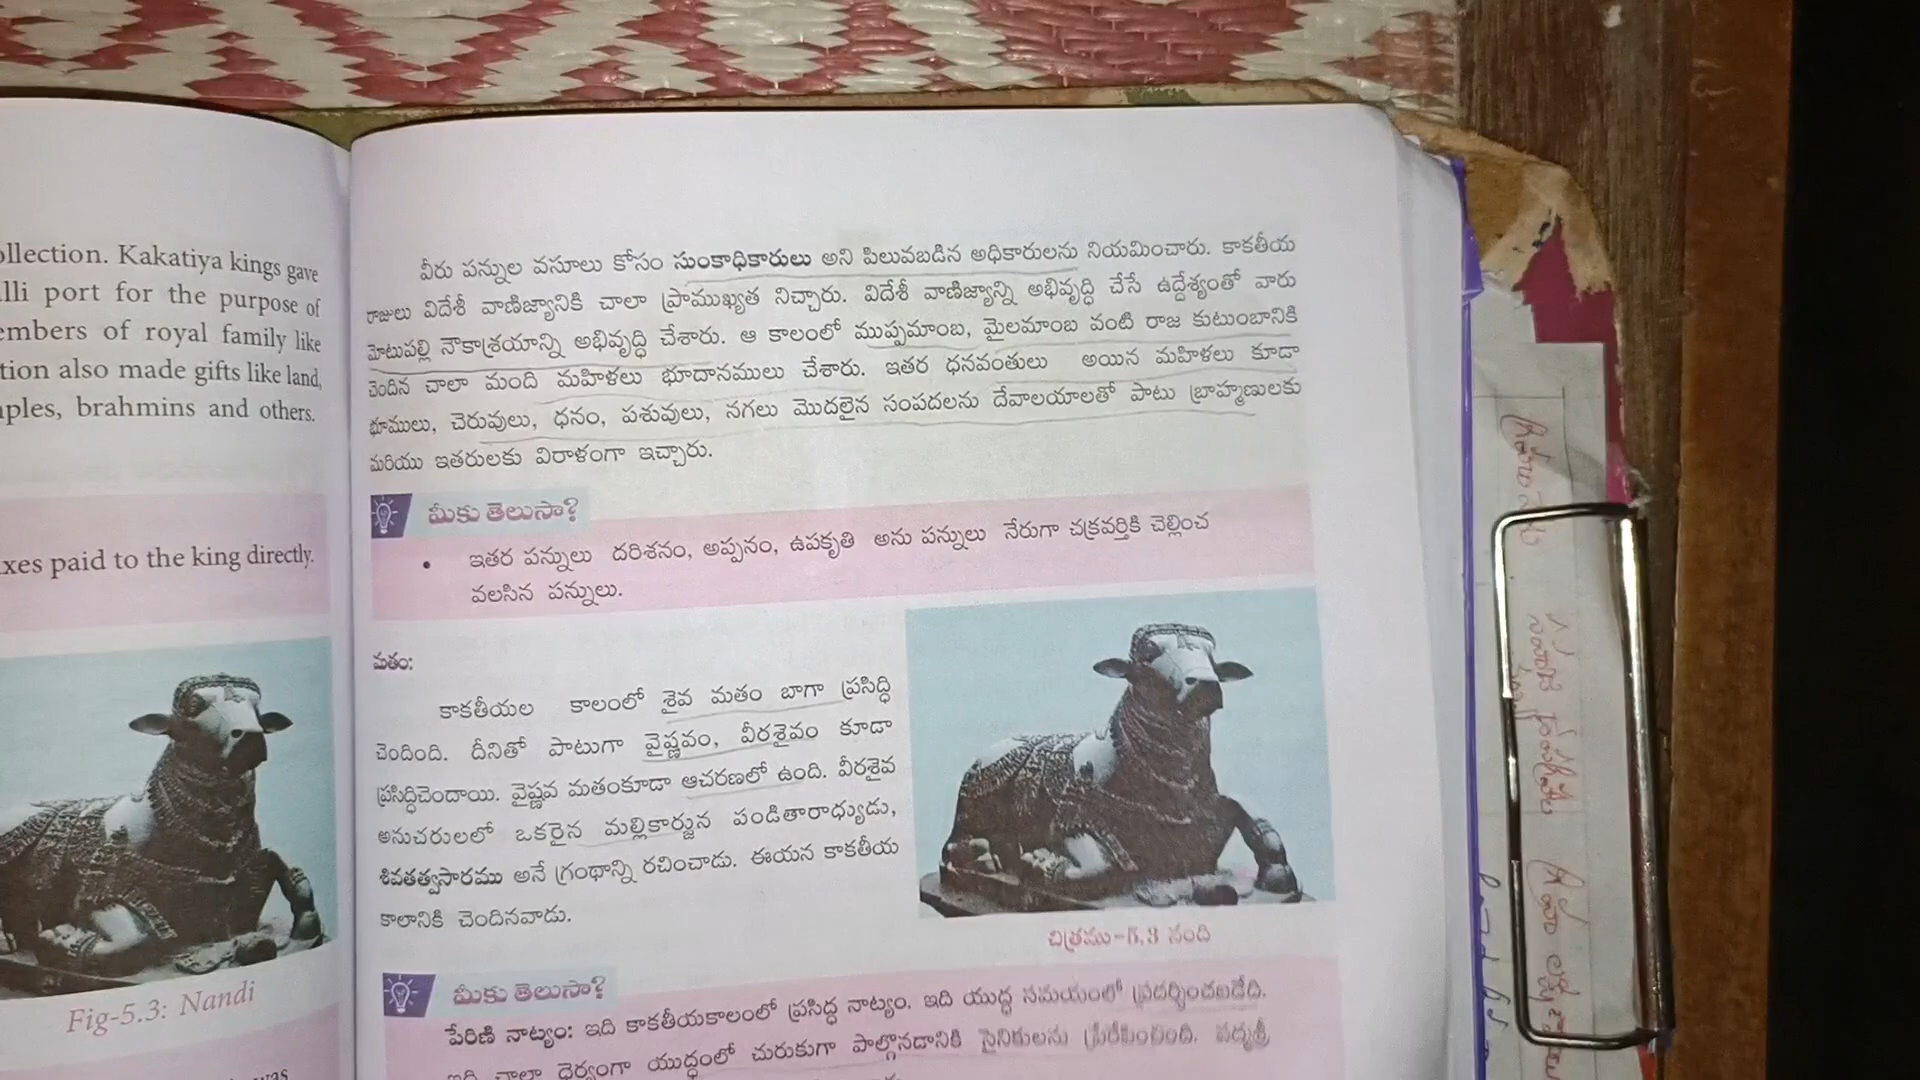 ollection. Kakatiya kings gave
lli port for the purpose of
embers of royal family like
tion also made gifts like land,
ples, brahmins and others.
xes paid to the king directly.
Fig-5.3: Nandi
వీరు పన్నుల వసూలు కోసం సుంకాధికారులు అని పిలువబడిన అధికారులను నియమించారు. కాకతీయ
రాజులు విదేశీ వాణిజ్యానికి చాలా ప్రాముఖ్యత నిచ్చారు. విదేశీ వాణిజ్యాన్ని అభివృద్ధి చేసే ఉద్దేశ్యంతో వారు
మోటుపల్లి నౌకాశ్రయాన్ని అభివృద్ధి చేశారు. ఆ కాలంలో ముప్పమాంబ, మైలమాంబ వంటి రాజ కుటుంబానికి
చెందిన చాలా మంది మహిళలు భూదానములు చేశారు. ఇతర ధనవంతులు అయిన మహిళలు కూడా
భూములు, చెరువులు, ధనం, పశువులు, నగలు మొదలైన సంపదలను దేవాలయాలతో పాటు బ్రాహ్మణులకు
మరియు ఇతరులకు విరాళంగా ఇచ్చారు.
మీకు తెలుసా?
• ఇతర పన్నులు దరిశనం, అప్పనం, ఉపకృతి అను పన్నులు నేరుగా చక్రవర్తికి చెల్లించ
వలసిన పన్నులు.
మతం:
కాకతీయల కాలంలో శైవ మతం బాగా ప్రసిద్ధి
చెందింది. దీనితో పాటుగా వైష్ణవం, వీరశైవం కూడా
ప్రసిద్ధిచెందాయి. వైష్ణవ మతంకూడా ఆచరణలో ఉంది. వీరశైవ
అనుచరులలో ఒకరైన మల్లికార్జున పండితారాధ్యుడు,
శివతత్వసారము అనే గ్రంథాన్ని రచించాడు. ఈయన కాకతీయ
కాలానికి చెందినవాడు.
చిత్రము-5.3 నంది
మీకు తెలుసా?
పేరిణి నాట్యం: ఇది కాకతీయకాలంలో ప్రసిద్ధ నాట్యం. ఇది యుద్ధ సమయంలో ప్రదర్శించబడేది.
ఇది చాలా ధైర్యంగా యుద్ధంలో చురుకుగా పాల్గొనడానికి సైనికులను ప్రేరేపించింది. పద్మశ్రీ